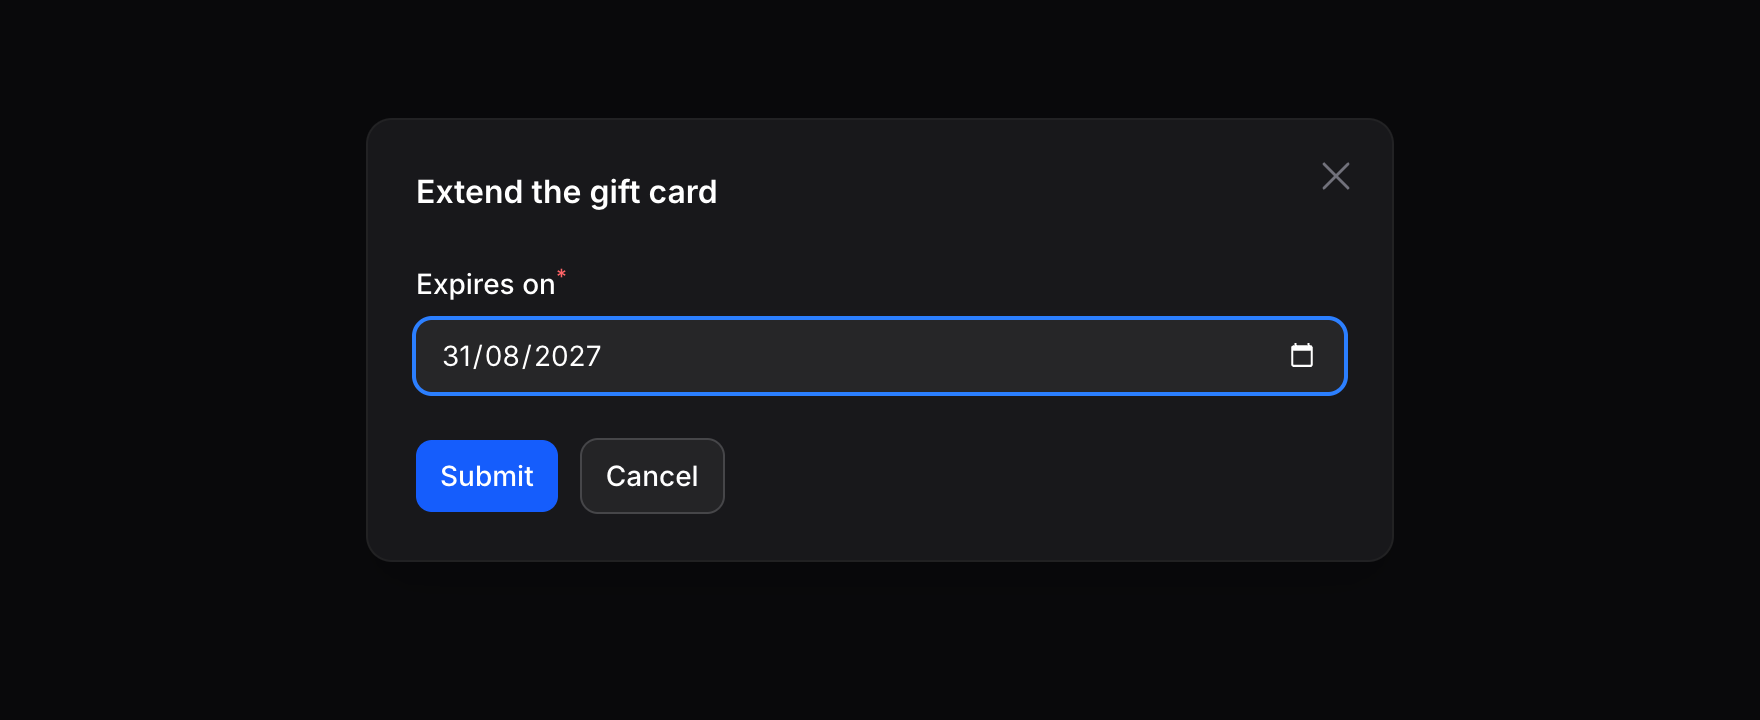 Extend the gift card
Expires on*
31/08/2027
Submit
Cancel